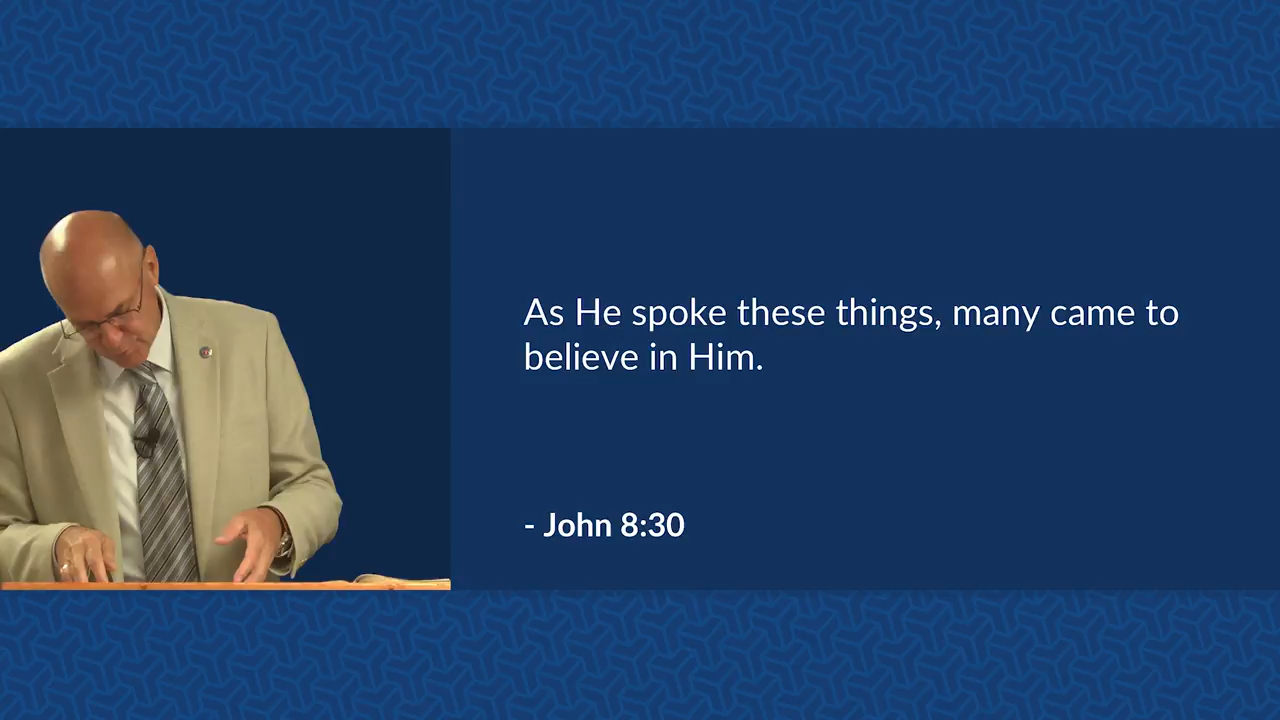 As He spoke these things, many came to
believe in Him.
- John 8:30